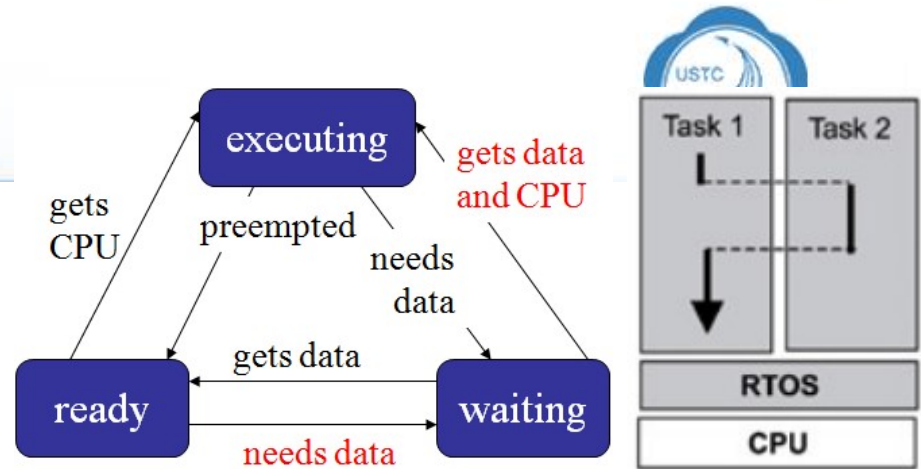 USTC
executing
gets data
and CPU
gets
CPU
preempted
needs
data
gets data
ready
waiting
needs data
Task 1
Task 2
RTOS
CPU